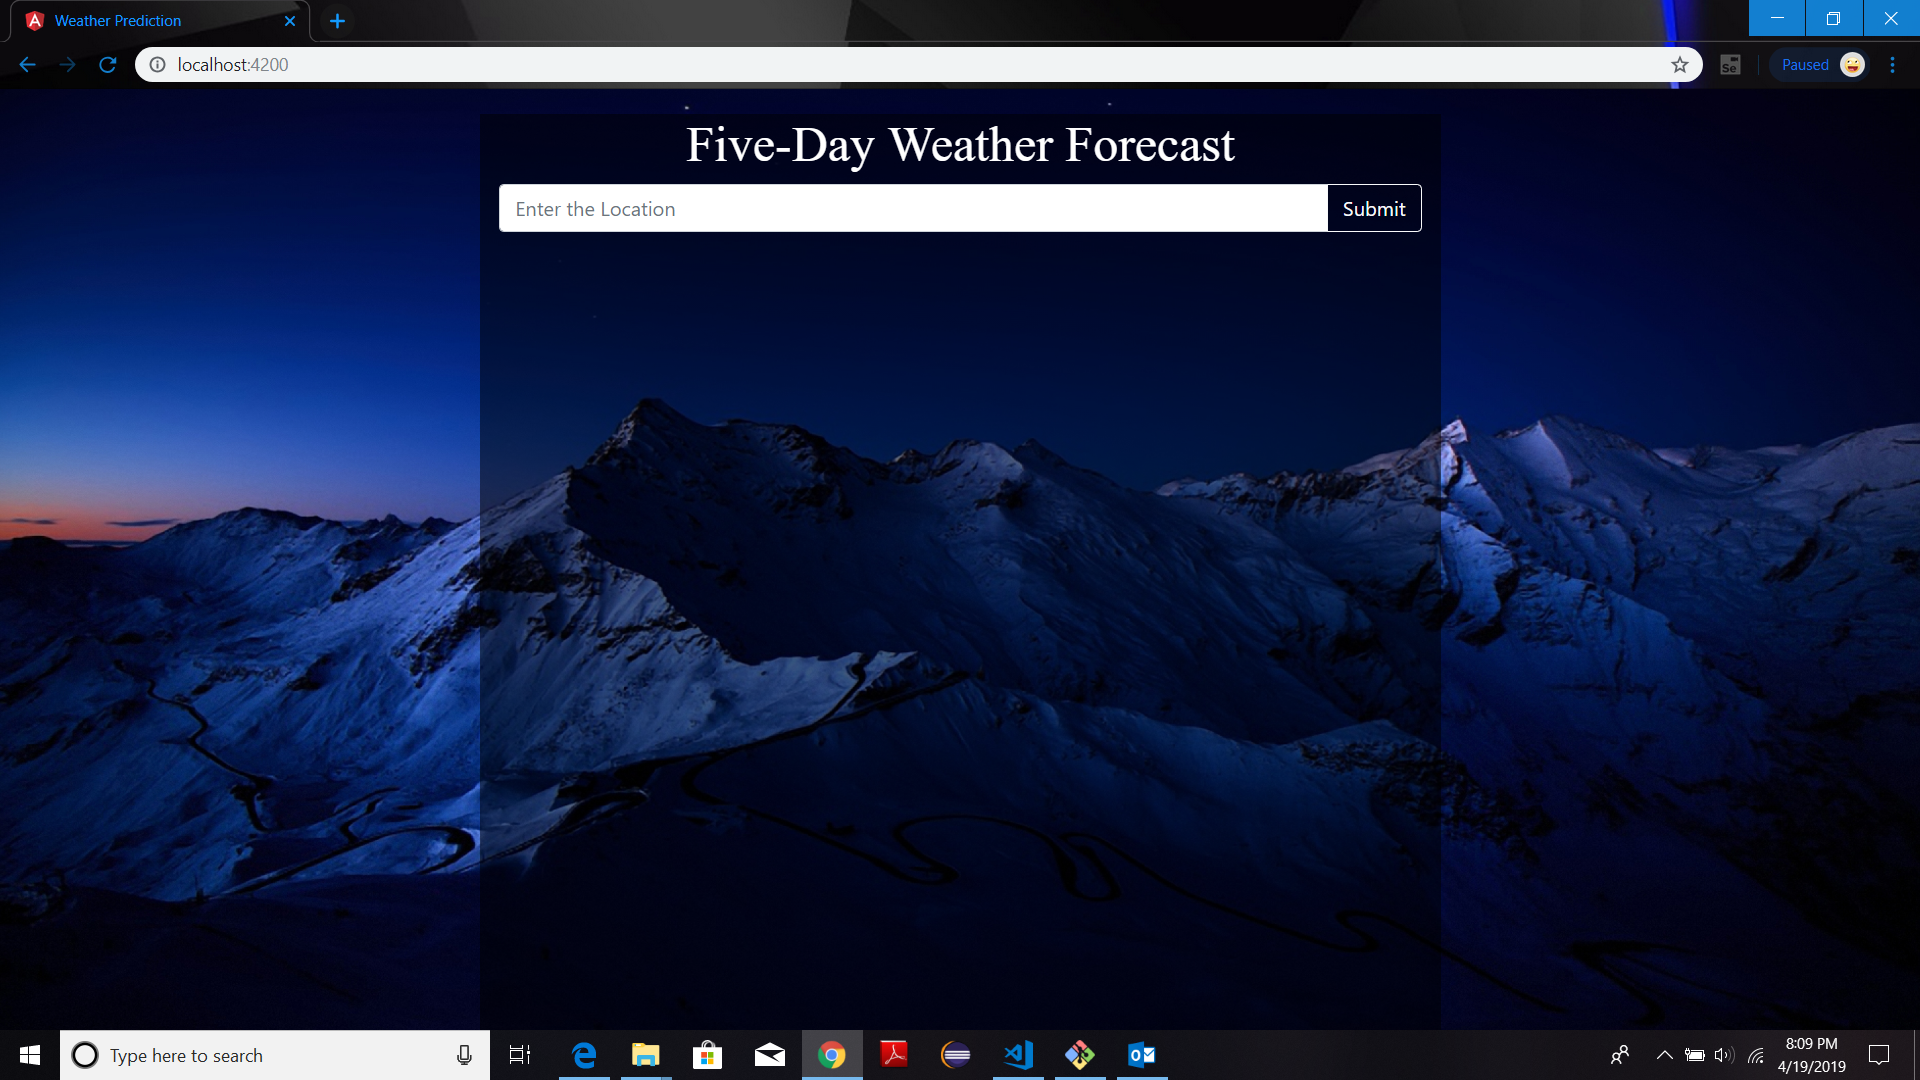 Weather Prediction
localhost:4200
Se
Paused
Five-Day Weather Forecast
Enter the Location
Submit
Type here to search
8:09 PM
4/19/2019